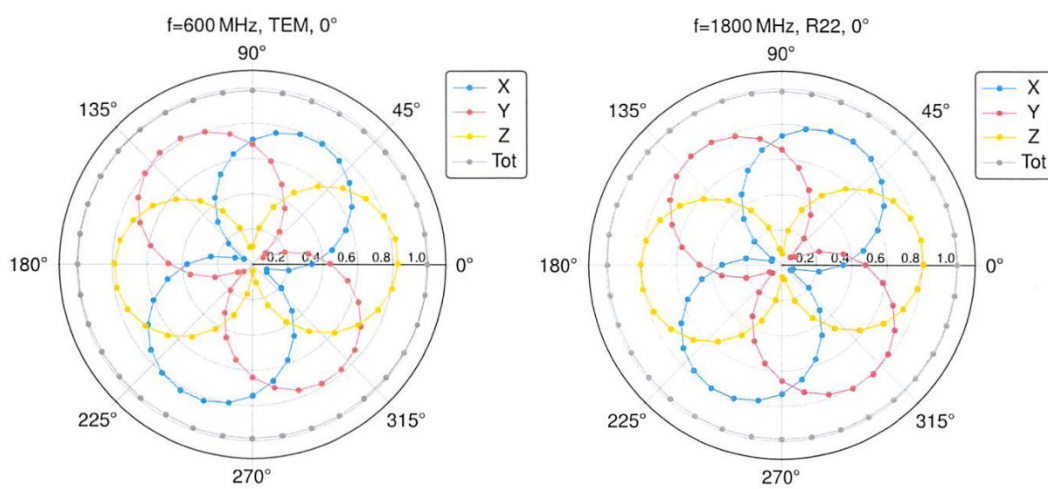 f=600 MHz, TEM, 0°
90°
135°
45°
180°
0.2 0.4 0.6 0.8 1.0
0°
225°
315°
270°
X
Y
Z
Tot
f=1800 MHz, R22, 0°
90°
135°
45°
180°
0.2 0.4 0.6 0.8 1.0
0°
225°
315°
270°
X
Y
Z
Tot